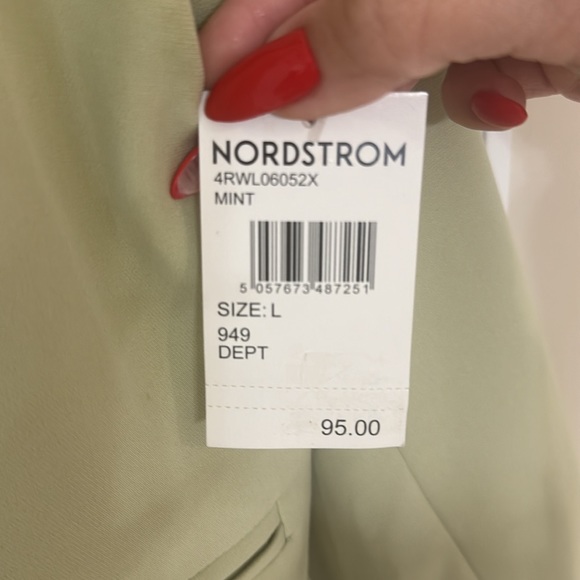 NORDSTROM
4RWL06052X
MINT
5 057673 487251
SIZE: L
949
DEPT
95.00